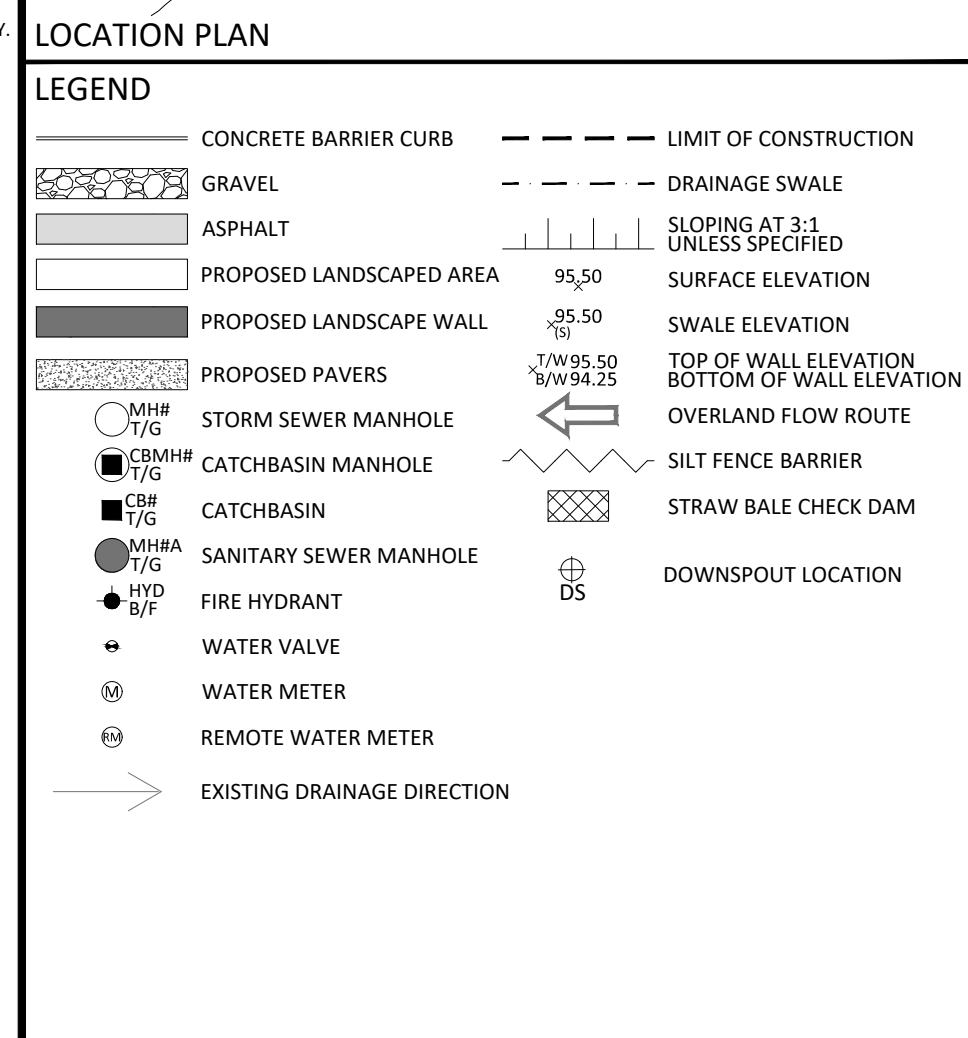 Y.
LOCATION PLAN
LEGEND
CONCRETE BARRIER CURB
GRAVEL
ASPHALT
PROPOSED LANDSCAPED AREA
PROPOSED LANDSCAPE WALL
PROPOSED PAVERS
MH#
T/G
STORM SEWER MANHOLE
CBMH#
T/G
CATCHBASIN MANHOLE
CB#
T/G
CATCHBASIN
MH#A
T/G
SANITARY SEWER MANHOLE
HYD
B/F
FIRE HYDRANT
WATER VALVE
M
WATER METER
RM
REMOTE WATER METER
EXISTING DRAINAGE DIRECTION
LIMIT OF CONSTRUCTION
DRAINAGE SWALE
SLOPING AT 3:1
UNLESS SPECIFIED
95.50
SURFACE ELEVATION
95.50
(S)
SWALE ELEVATION
T/W 95.50
B/W 94.25
TOP OF WALL ELEVATION
BOTTOM OF WALL ELEVATION
OVERLAND FLOW ROUTE
SILT FENCE BARRIER
STRAW BALE CHECK DAM
DS
DOWNSPOUT LOCATION